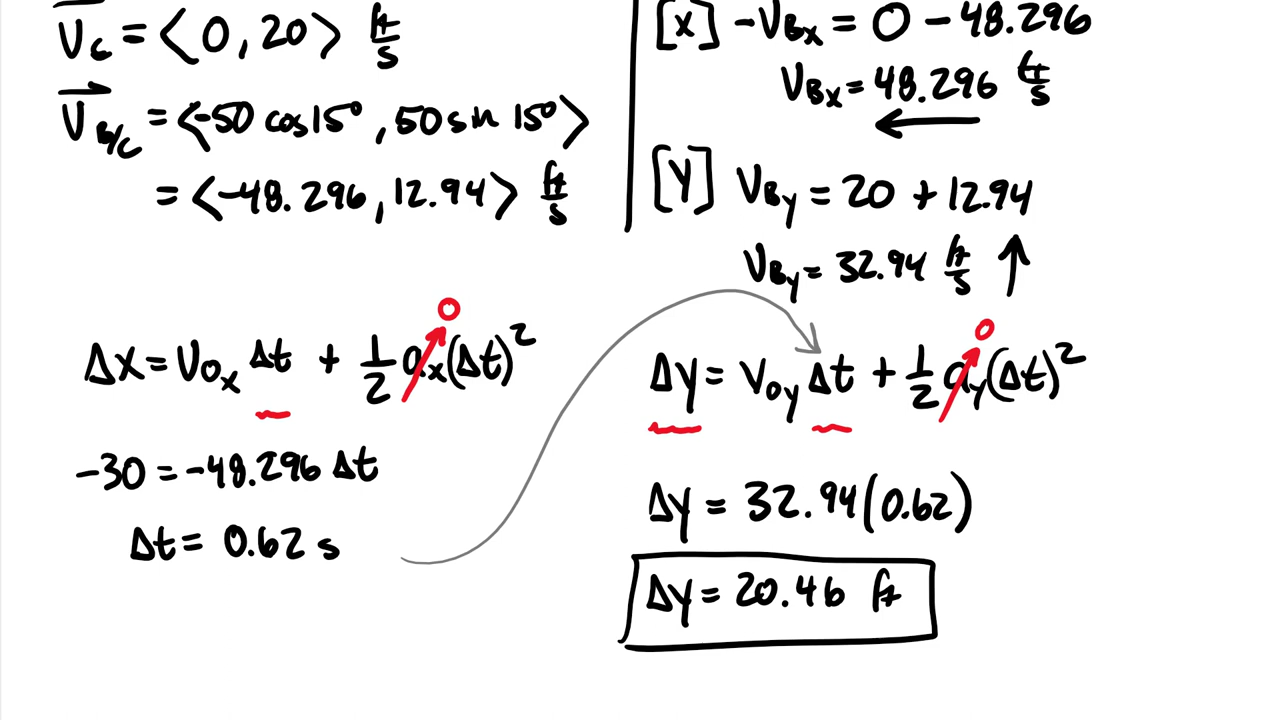 V_C = ⟨0, 20⟩ ft/s
V_B/C = ⟨-50 cos15°, 50 sin 15°⟩
= ⟨-48.296, 12.94⟩ ft/s
[X] -V_Bx = 0 - 48.296
V_Bx = 48.296 ft/s
←
[Y] V_By = 20 + 12.94
V_By = 32.94 ft/s ↑
Δx = V_0x Δt + 1/2 a_x(Δt)²
0
-30 = -48.296 Δt
Δt = 0.62 s
Δy = V_0y Δt + 1/2 a_y(Δt)²
0
Δy = 32.94(0.62)
Δy = 20.46 ft